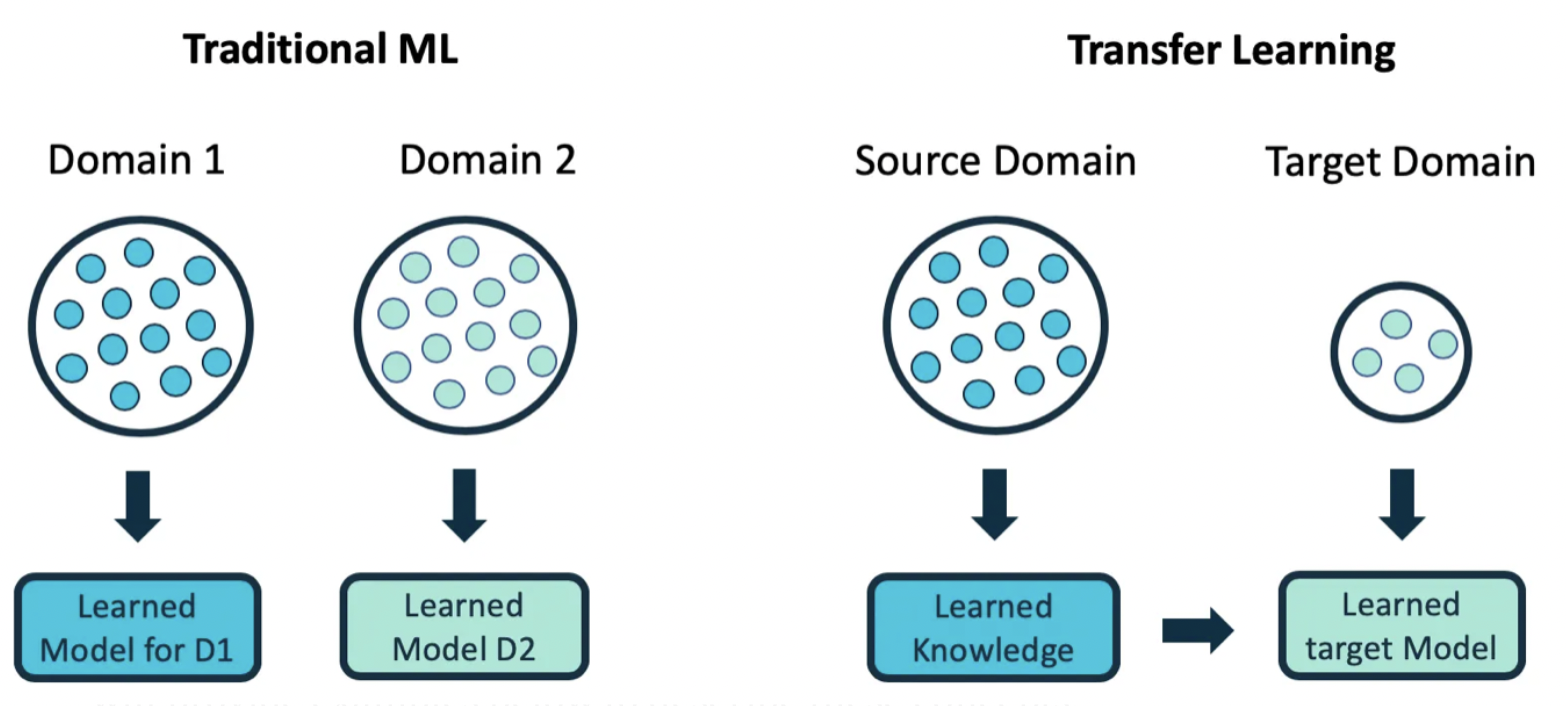 Traditional ML
Transfer Learning
Domain 1
Domain 2
Source Domain
Target Domain
Learned
Model for D1
Learned
Model D2
Learned
Knowledge
Learned
target Model